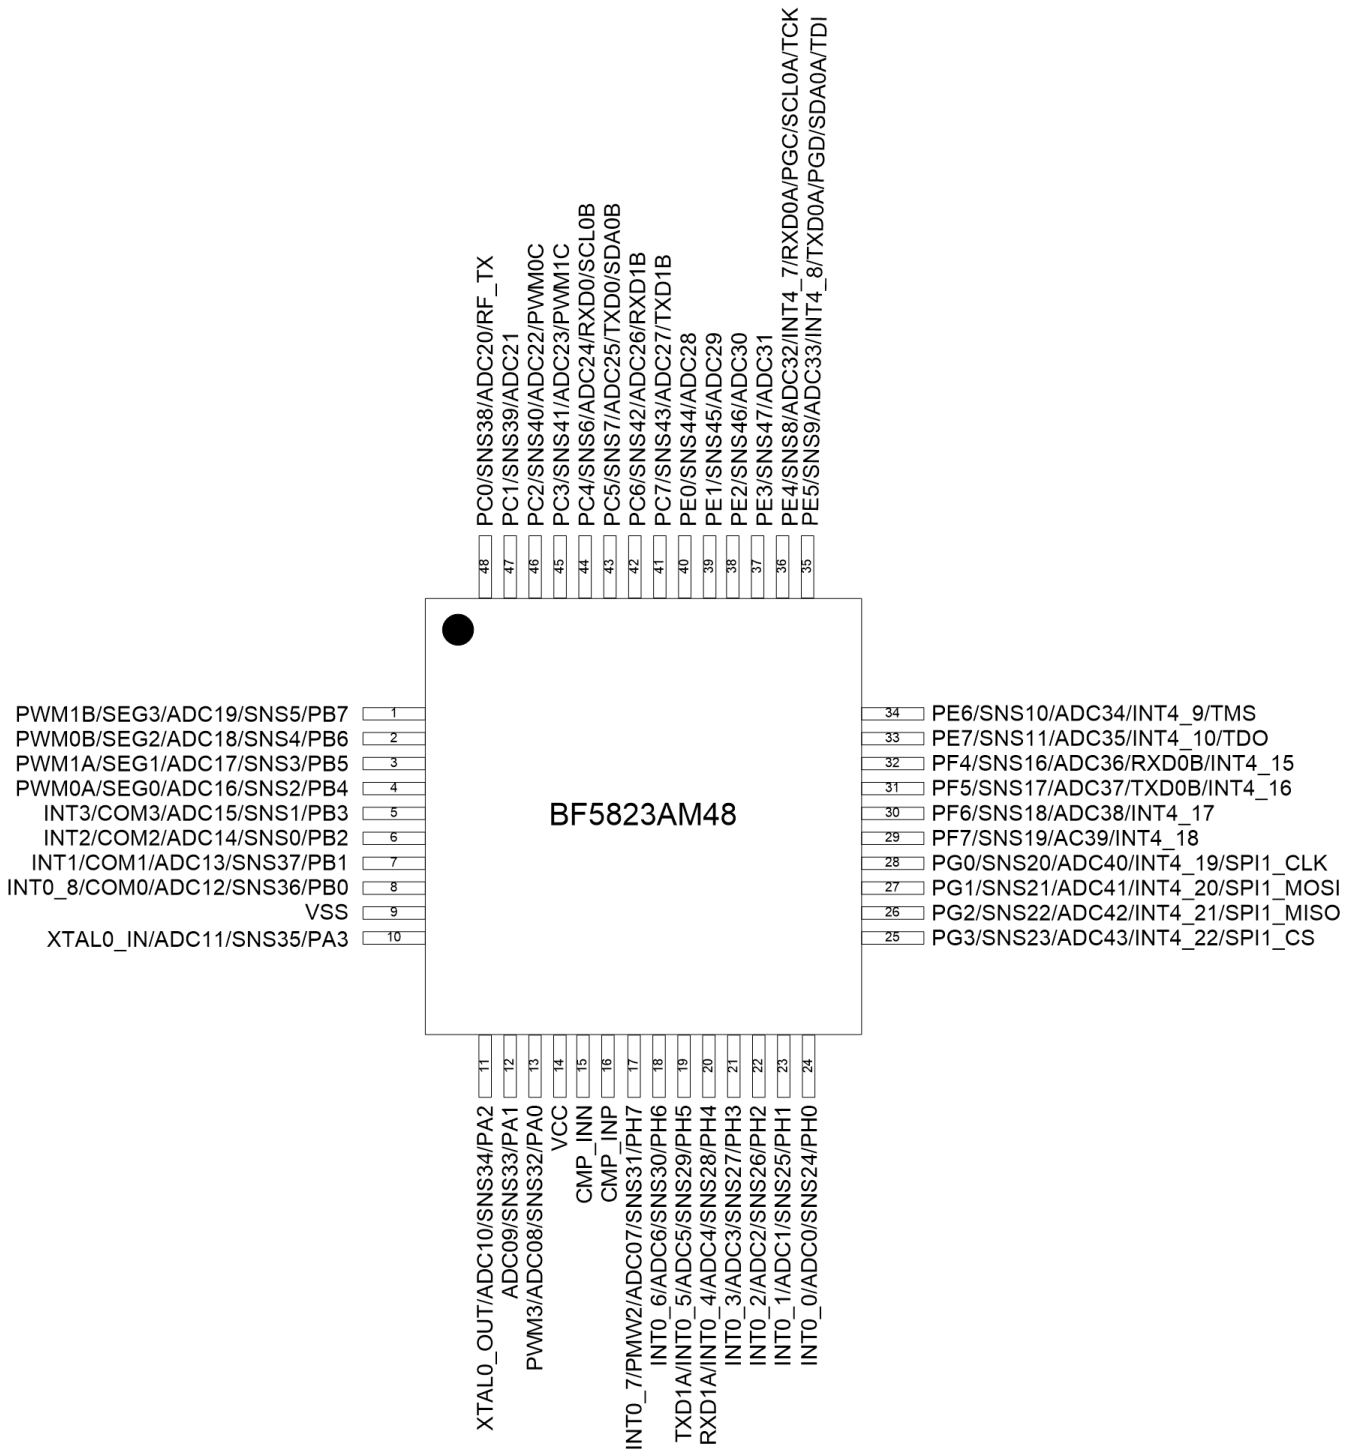 PC0/SNS38/ADC20/RF_TX
PC1/SNS39/ADC21
PC2/SNS40/ADC22/PWM0C
PC3/SNS41/ADC23/PWM1C
PC4/SNS6/ADC24/RXD0/SCL0B
PC5/SNS7/ADC25/TXD0/SDA0B
PC6/SNS42/ADC26/RXD1B
PC7/SNS43/ADC27/TXD1B
PE0/SNS44/ADC28
PE1/SNS45/ADC29
PE2/SNS46/ADC30
PE3/SNS47/ADC31
PE4/SNS8/ADC32/INT4_7/RXD0A/PGC/SCL0A/TCK
PE5/SNS9/ADC33/INT4_8/TXD0A/PGD/SDA0A/TDI
48
47
46
45
44
43
42
41
40
39
38
37
36
35
PWM1B/SEG3/ADC19/SNS5/PB7 1
PWM0B/SEG2/ADC18/SNS4/PB6 2
PWM1A/SEG1/ADC17/SNS3/PB5 3
PWM0A/SEG0/ADC16/SNS2/PB4 4
INT3/COM3/ADC15/SNS1/PB3 5
INT2/COM2/ADC14/SNS0/PB2 6
INT1/COM1/ADC13/SNS37/PB1 7
INT0_8/COM0/ADC12/SNS36/PB0 8
VSS 9
XTAL0_IN/ADC11/SNS35/PA3 10
BF5823AM48
34 PE6/SNS10/ADC34/INT4_9/TMS
33 PE7/SNS11/ADC35/INT4_10/TDO
32 PF4/SNS16/ADC36/RXD0B/INT4_15
31 PF5/SNS17/ADC37/TXD0B/INT4_16
30 PF6/SNS18/ADC38/INT4_17
29 PF7/SNS19/AC39/INT4_18
28 PG0/SNS20/ADC40/INT4_19/SPI1_CLK
27 PG1/SNS21/ADC41/INT4_20/SPI1_MOSI
26 PG2/SNS22/ADC42/INT4_21/SPI1_MISO
25 PG3/SNS23/ADC43/INT4_22/SPI1_CS
11
12
13
14
15
16
17
18
19
20
21
22
23
24
XTAL0_OUT/ADC10/SNS34/PA2
ADC09/SNS33/PA1
PWM3/ADC08/SNS32/PA0
VCC
CMP_INN
CMP_INP
INT0_7/PMW2/ADC07/SNS31/PH7
INT0_6/ADC6/SNS30/PH6
TXD1A/INT0_5/ADC5/SNS29/PH5
RXD1A/INT0_4/ADC4/SNS28/PH4
INT0_3/ADC3/SNS27/PH3
INT0_2/ADC2/SNS26/PH2
INT0_1/ADC1/SNS25/PH1
INT0_0/ADC0/SNS24/PH0